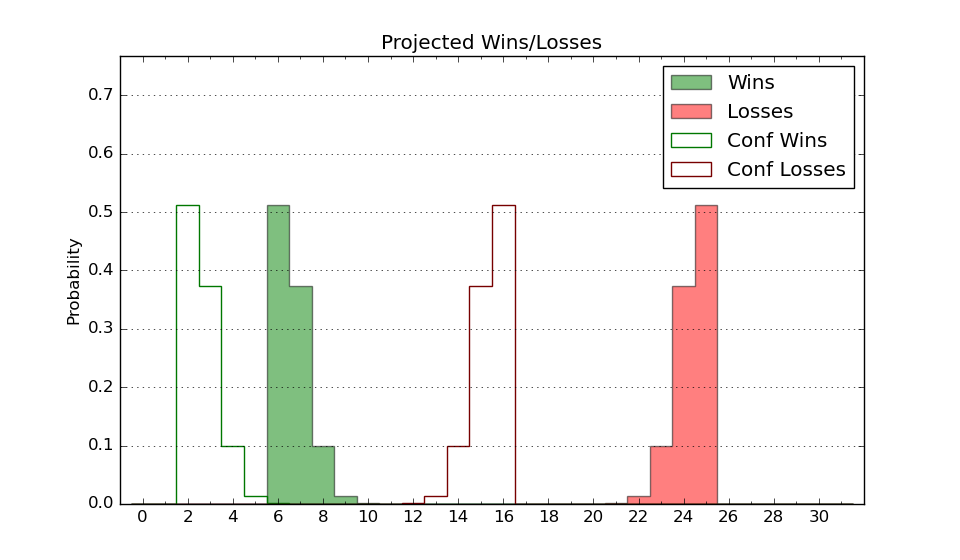 Projected Wins/Losses
Wins
Losses
Conf Wins
Conf Losses
Probability
0.7
0.6
0.5
0.4
0.3
0.2
0.1
0.0
0 2 4 6 8 10 12 14 16 18 20 22 24 26 28 30